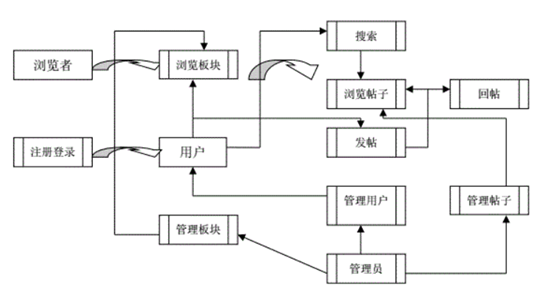 搜索
浏览者
浏览板块
浏览帖子
回帖
注册登录
用户
发帖
管理用户
管理帖子
管理板块
管理员